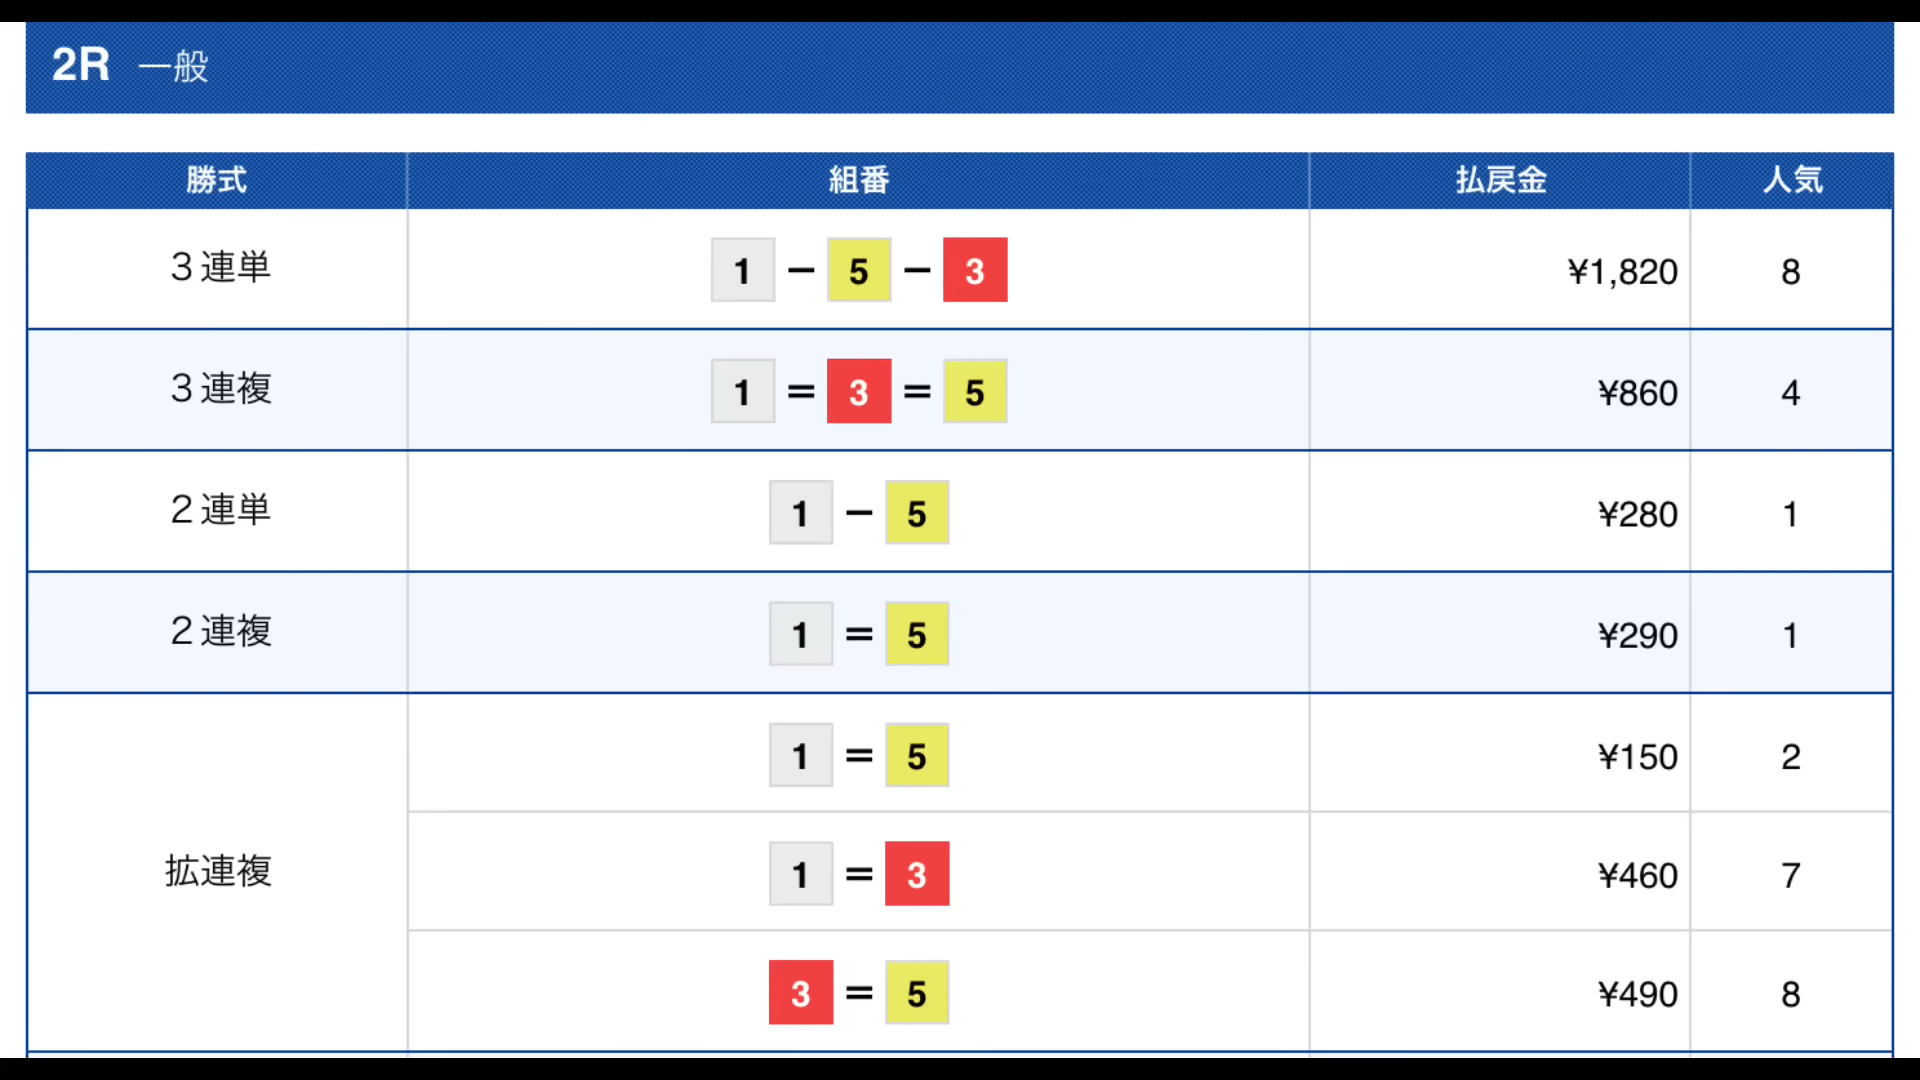 2R 一般
勝式 組番 払戻金 人気
３連単 1 - 5 - 3 ¥1,820 8
３連複 1 = 3 = 5 ¥860 4
２連単 1 - 5 ¥280 1
２連複 1 = 5 ¥290 1
1 = 5 ¥150 2
拡連複 1 = 3 ¥460 7
3 = 5 ¥490 8